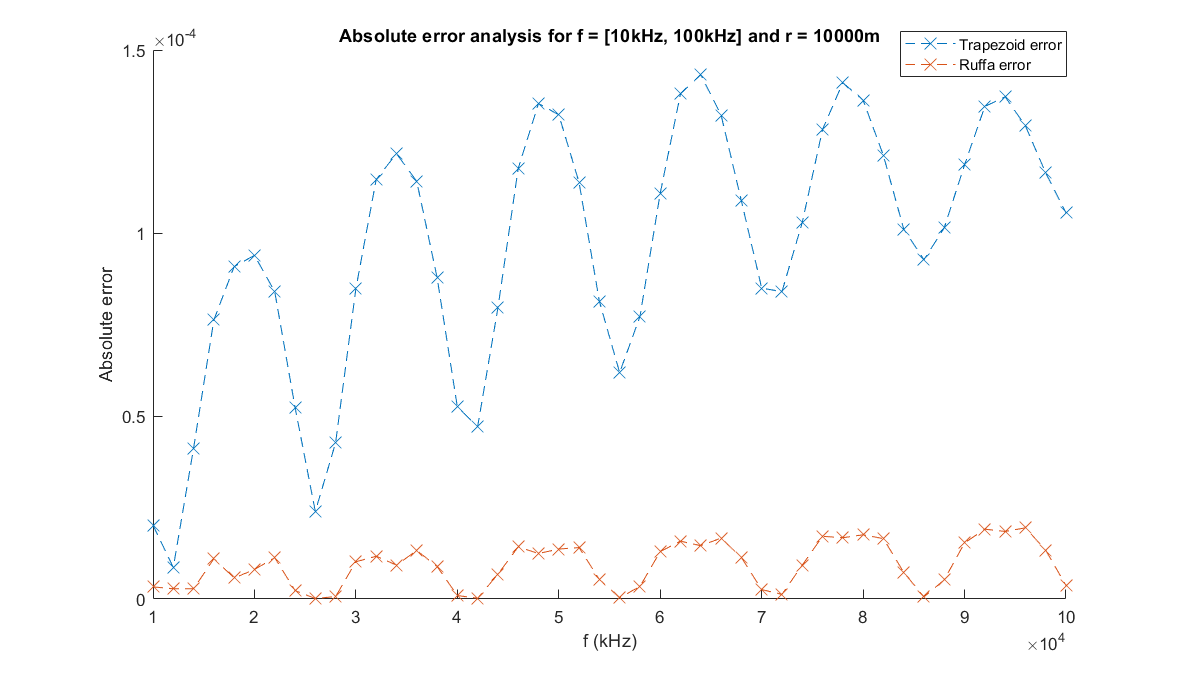 Absolute error analysis for f = [10kHz, 100kHz] and r = 10000m
×10^-4
Trapezoid error
Ruffa error
1.5
1
0.5
0
Absolute error
1 2 3 4 5 6 7 8 9 10
f (kHz)
×10^4